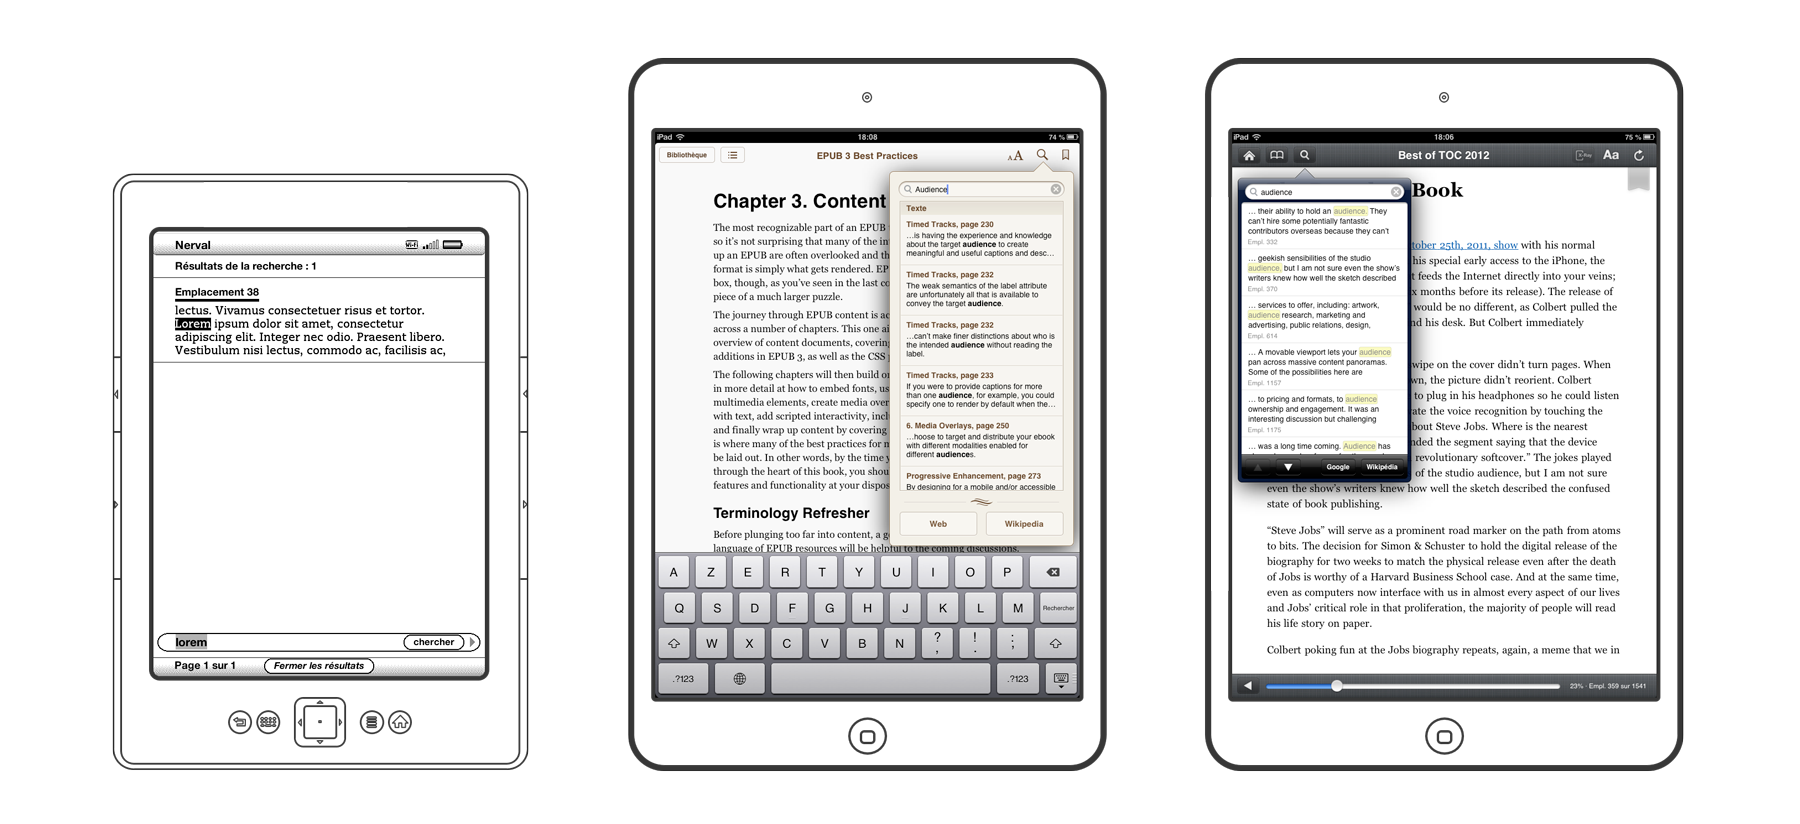 Nerval
Wi-Fi
Résultats de la recherche : 1
Emplacement 38
lectus. Vivamus consectetuer risus et tortor.
Lorem ipsum dolor sit amet, consectetur
adipiscing elit. Integer nec odio. Praesent libero.
Vestibulum nisi lectus, commodo ac, facilisis ac,
lorem
chercher
Page 1 sur 1
Fermer les résultats
iPad
18:08
74 %
Bibliothèque
EPUB 3 Best Practices
AA
Chapter 3. Content
The most recognizable part of an EPUB
so it’s not surprising that many of the in
up an EPUB are often overlooked and th
format is simply what gets rendered. EP
box, though, as you’ve seen in the last co
piece of a much larger puzzle.
The journey through EPUB content is ac
across a number of chapters. This one ai
overview of content documents, covering
additions in EPUB 3, as well as the CSS
The following chapters will then build on
in more detail at how to embed fonts, us
multimedia elements, create media over
with text, add scripted interactivity, incl
and finally wrap up content by covering
is where many of the best practices for m
be laid out. In other words, by the time y
through the heart of this book, you shou
features and functionality at your dispos
Terminology Refresher
Before plunging too far into content, a g
language of EPUB resources will be helpful to the coming discussions.
Audience
Texte
Timed Tracks, page 230
…is having the experience and knowledge
about the target audience to create
meaningful and useful captions and desc…
Timed Tracks, page 232
The weak semantics of the label attribute
are unfortunately all that is available to
convey the target audience.
Timed Tracks, page 232
…can’t make finer distinctions about who is
the intended audience without reading the
label.
Timed Tracks, page 233
If you were to provide captions for more
than one audience, for example, you could
specify one to render by default when the…
6. Media Overlays, page 250
…hoose to target and distribute your ebook
with different modalities enabled for
different audiences.
Progressive Enhancement, page 273
By designing for a mobile and/or accessible
Web
Wikipedia
A Z E R T Y U I O P
Q S D F G H J K L M Rechercher
W X C V B N ? , ! . ; :
.?123
.?123
iPad
18:06
75 %
Best of TOC 2012
X-Ray
Aa
audience
… their ability to hold an audience. They
can’t hire some potentially fantastic
contributors overseas because they can’t
Empl. 332
… geekish sensibilities of the studio
audience, but I am not sure even the show’s
writers knew how well the sketch described
Empl. 370
… services to offer, including: artwork,
audience research, marketing and
advertising, public relations, design,
Empl. 614
… A movable viewport lets your audience
pan across massive content panoramas.
Some of the possibilities here are
Empl. 1157
… to pricing and formats, to audience
ownership and engagement. It was an
interesting discussion but challenging
Empl. 1175
… was a long time coming. Audience has
Google
Wikipédia
Book
tober 25th, 2011, show with his normal
his special early access to the iPhone, the
t feeds the Internet directly into your veins;
x months before its release). The release of
would be no different, as Colbert pulled the
nd his desk. But Colbert immediately
wipe on the cover didn’t turn pages. When
wn, the picture didn’t reorient. Colbert
to plug in his headphones so he could listen
ate the voice recognition by touching the
bout Steve Jobs. Where is the nearest
nded the segment saying that the device
revolutionary softcover.” The jokes played
of the studio audience, but I am not sure
even the show’s writers knew how well the sketch described the confused
state of book publishing.
“Steve Jobs” will serve as a prominent road marker on the path from atoms
to bits. The decision for Simon & Schuster to hold the digital release of the
biography for two weeks to match the physical release even after the death
of Jobs is worthy of a Harvard Business School case. And at the same time,
even as computers now interface with us in almost every aspect of our lives
and Jobs’ critical role in that proliferation, the majority of people will read
his life story on paper.
Colbert poking fun at the Jobs biography repeats, again, a meme that we in
23% · Empl. 359 sur 1541